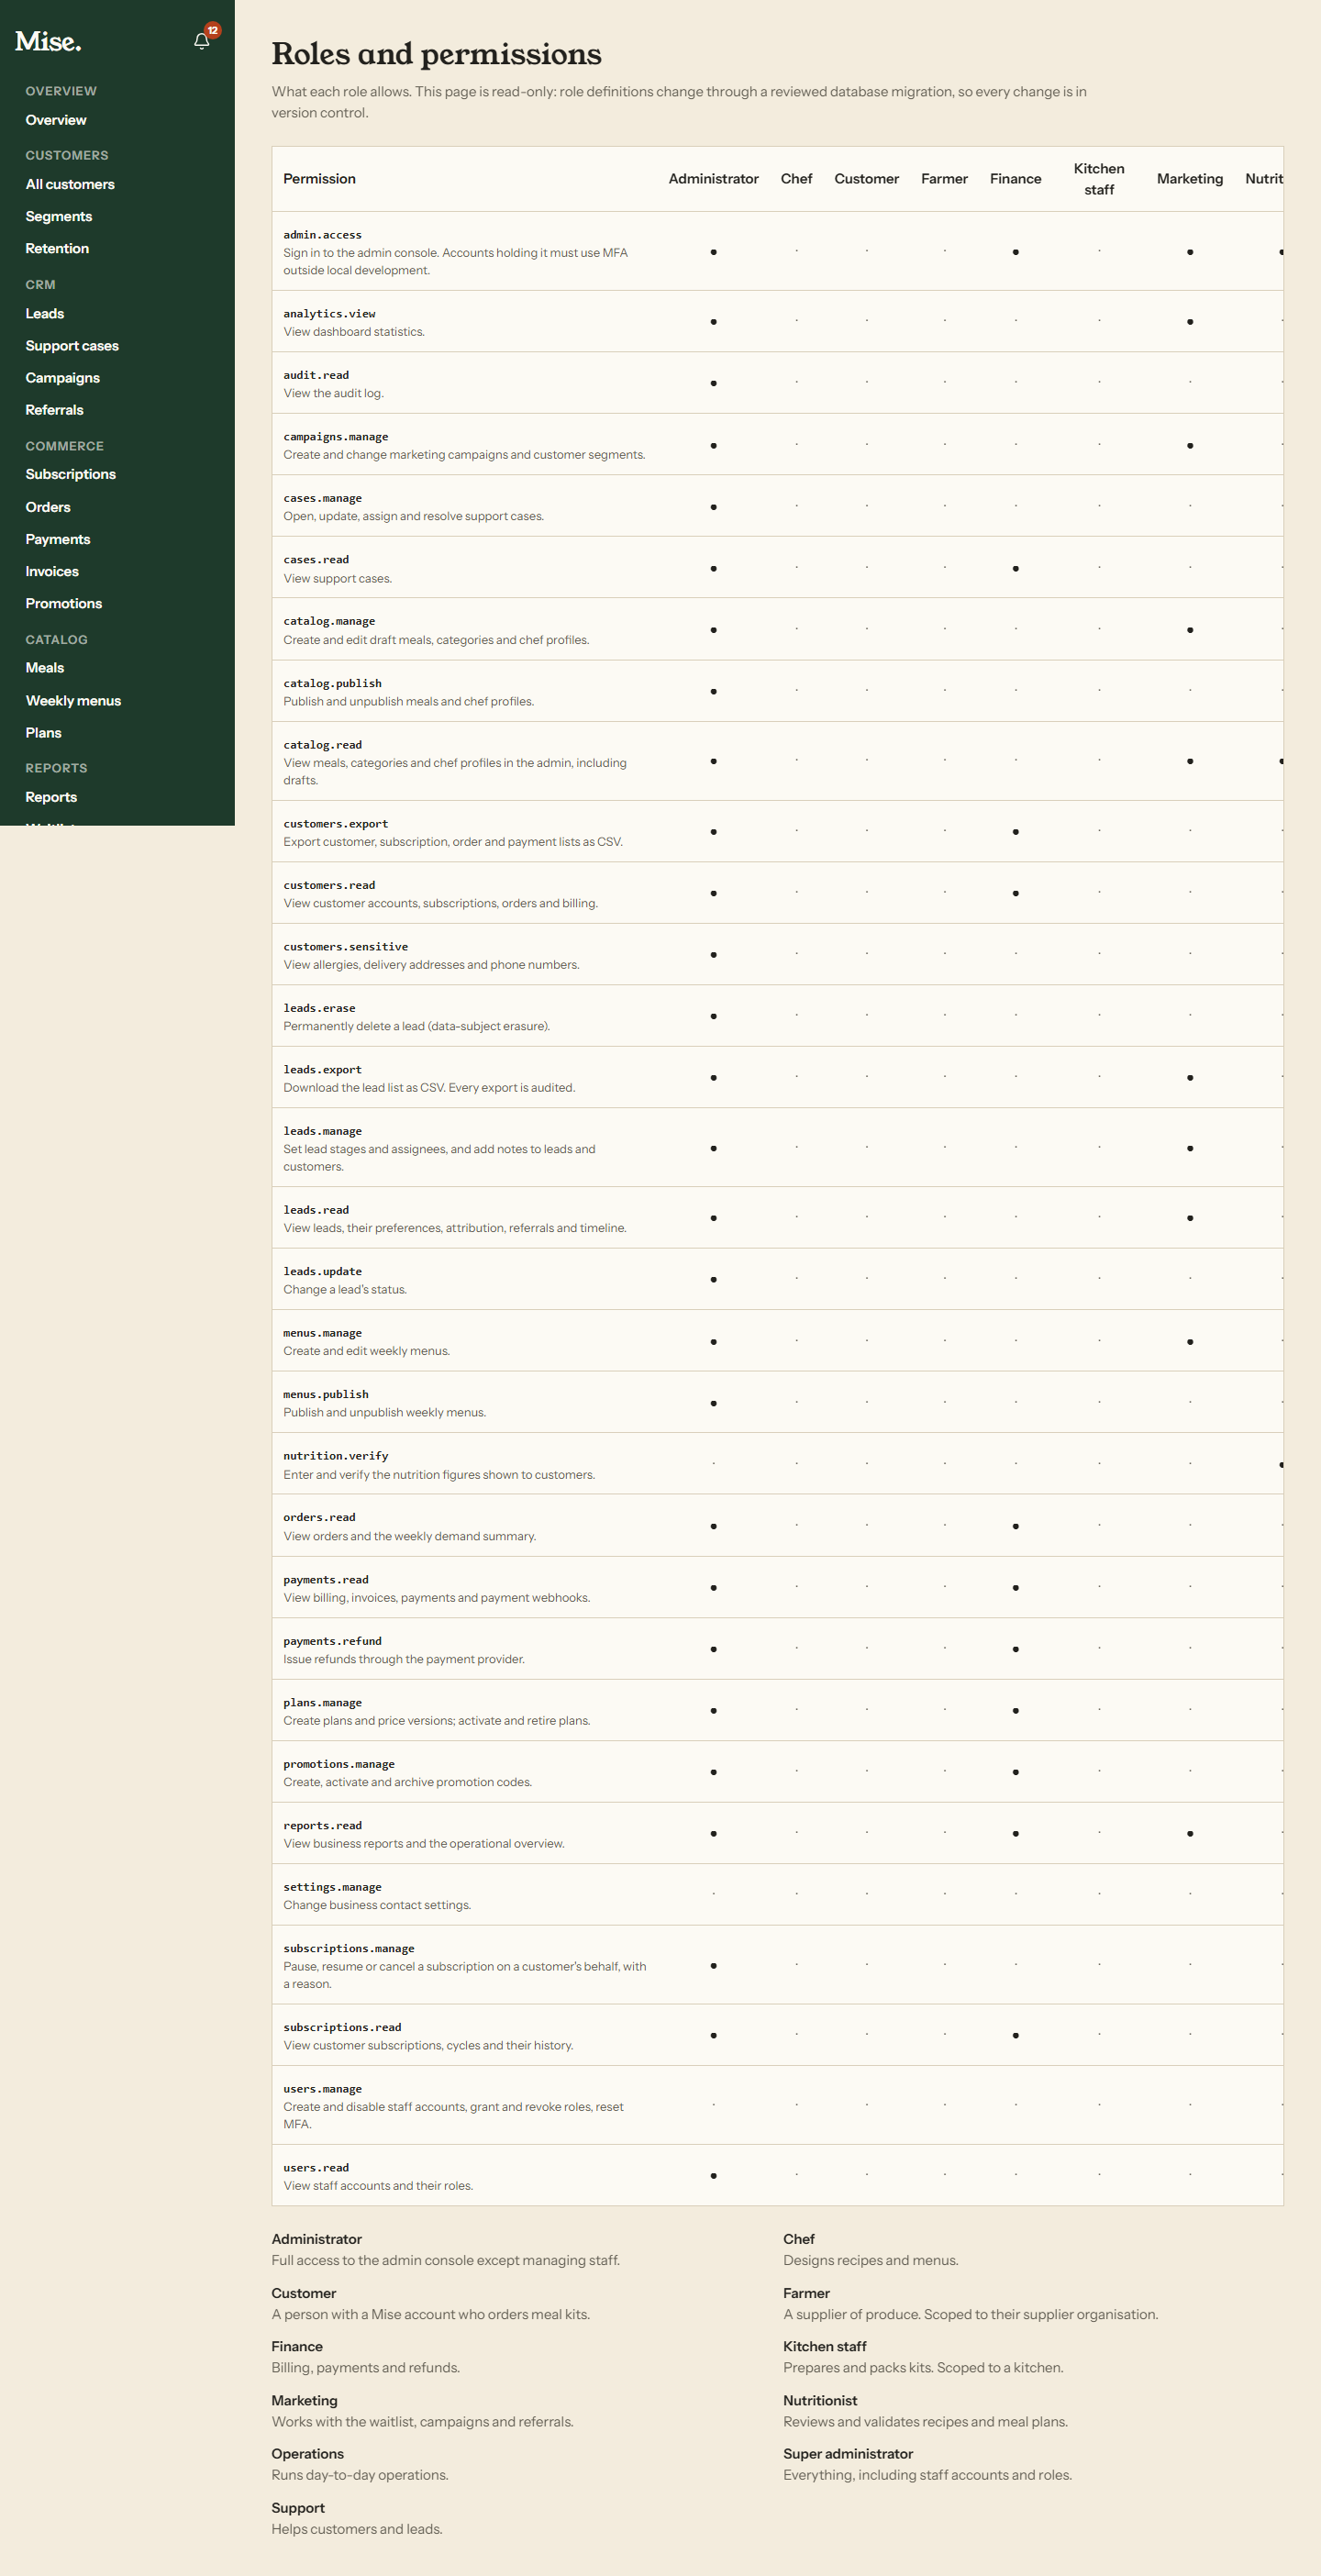 Mise.
12
OVERVIEW
Overview
CUSTOMERS
All customers
Segments
Retention
CRM
Leads
Support cases
Campaigns
Referrals
COMMERCE
Subscriptions
Orders
Payments
Invoices
Promotions
CATALOG
Meals
Weekly menus
Plans
REPORTS
Reports
Roles and permissions
What each role allows. This page is read-only: role definitions change through a reviewed database migration, so every change is in
version control.
Permission Administrator Chef Customer Farmer Finance Kitchen staff Marketing Nutrit
admin.access
Sign in to the admin console. Accounts holding it must use MFA
outside local development.
analytics.view
View dashboard statistics.
audit.read
View the audit log.
campaigns.manage
Create and change marketing campaigns and customer segments.
cases.manage
Open, update, assign and resolve support cases.
cases.read
View support cases.
catalog.manage
Create and edit draft meals, categories and chef profiles.
catalog.publish
Publish and unpublish meals and chef profiles.
catalog.read
View meals, categories and chef profiles in the admin, including
drafts.
customers.export
Export customer, subscription, order and payment lists as CSV.
customers.read
View customer accounts, subscriptions, orders and billing.
customers.sensitive
View allergies, delivery addresses and phone numbers.
leads.erase
Permanently delete a lead (data-subject erasure).
leads.export
Download the lead list as CSV. Every export is audited.
leads.manage
Set lead stages and assignees, and add notes to leads and
customers.
leads.read
View leads, their preferences, attribution, referrals and timeline.
leads.update
Change a lead's status.
menus.manage
Create and edit weekly menus.
menus.publish
Publish and unpublish weekly menus.
nutrition.verify
Enter and verify the nutrition figures shown to customers.
orders.read
View orders and the weekly demand summary.
payments.read
View billing, invoices, payments and payment webhooks.
payments.refund
Issue refunds through the payment provider.
plans.manage
Create plans and price versions; activate and retire plans.
promotions.manage
Create, activate and archive promotion codes.
reports.read
View business reports and the operational overview.
settings.manage
Change business contact settings.
subscriptions.manage
Pause, resume or cancel a subscription on a customer's behalf, with
a reason.
subscriptions.read
View customer subscriptions, cycles and their history.
users.manage
Create and disable staff accounts, grant and revoke roles, reset
MFA.
users.read
View staff accounts and their roles.
Administrator
Full access to the admin console except managing staff.
Chef
Designs recipes and menus.
Customer
A person with a Mise account who orders meal kits.
Farmer
A supplier of produce. Scoped to their supplier organisation.
Finance
Billing, payments and refunds.
Kitchen staff
Prepares and packs kits. Scoped to a kitchen.
Marketing
Works with the waitlist, campaigns and referrals.
Nutritionist
Reviews and validates recipes and meal plans.
Operations
Runs day-to-day operations.
Super administrator
Everything, including staff accounts and roles.
Support
Helps customers and leads.